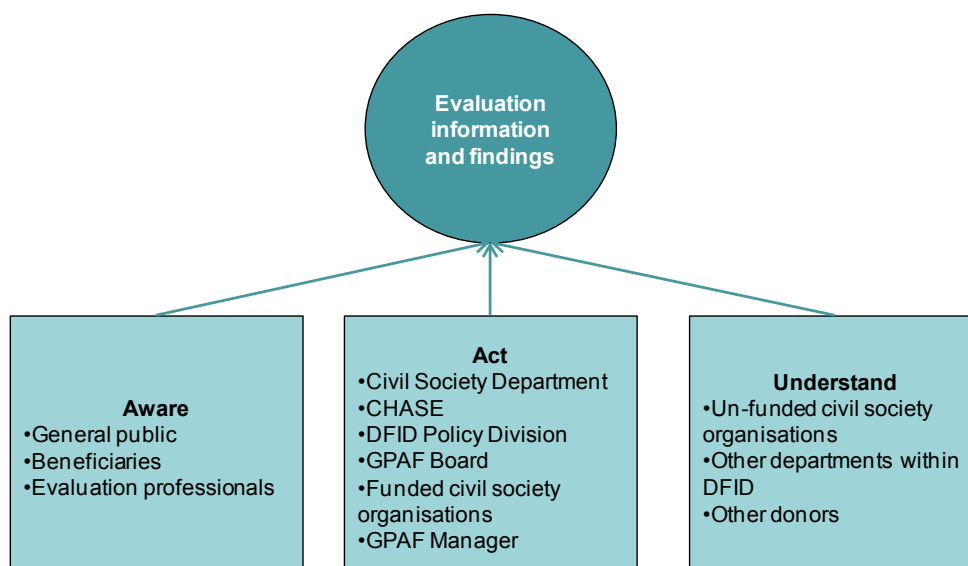 Evaluation
information
and findings
Aware
•General public
•Beneficiaries
•Evaluation professionals
Act
•Civil Society Department
•CHASE
•DFID Policy Division
•GPAF Board
•Funded civil society
organisations
•GPAF Manager
Understand
•Un-funded civil society
organisations
•Other departments within
DFID
•Other donors